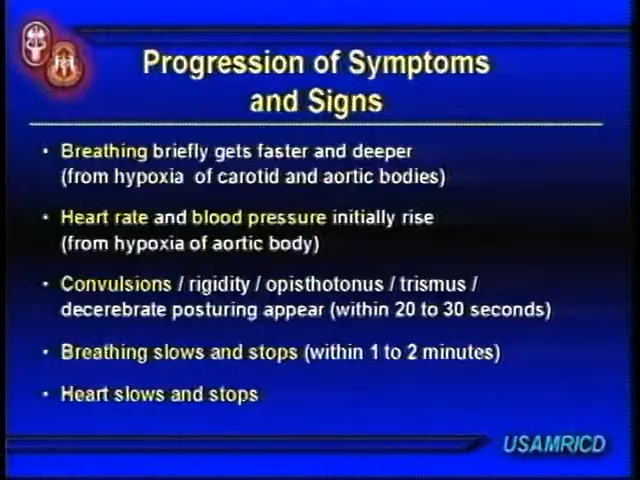 Progression of Symptoms
and Signs
• Breathing briefly gets faster and deeper
(from hypoxia of carotid and aortic bodies)
• Heart rate and blood pressure initially rise
(from hypoxia of aortic body)
• Convulsions / rigidity / opisthotonus / trismus /
decerebrate posturing appear (within 20 to 30 seconds)
• Breathing slows and stops (within 1 to 2 minutes)
• Heart slows and stops
USAMRICD